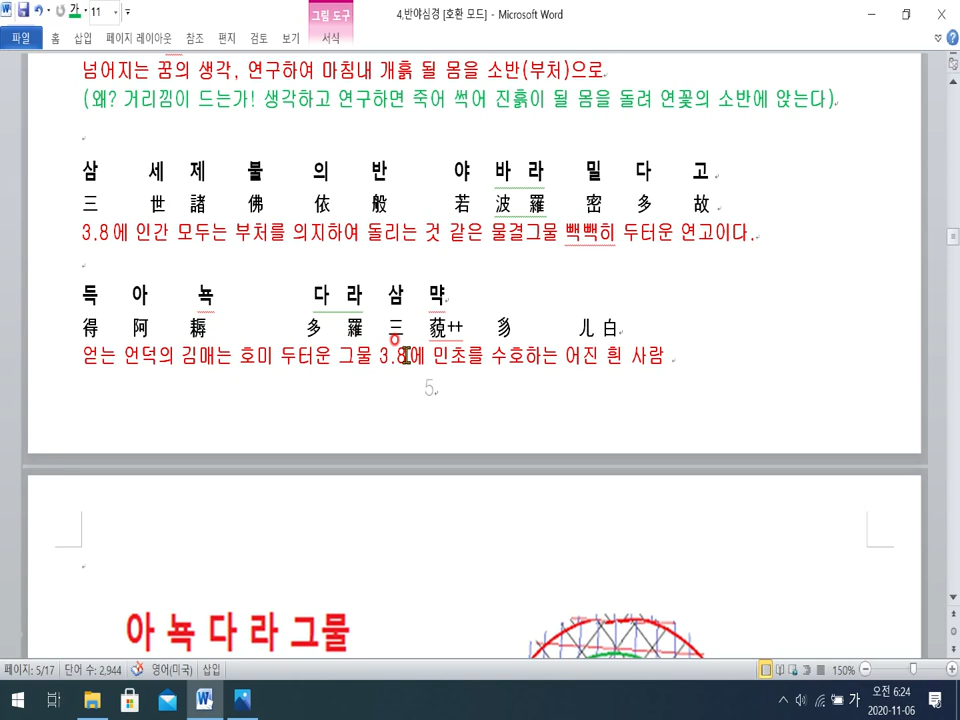 가 11
4.반야심경 [호환 모드] - Microsoft Word
그림 도구
파일 홈 삽입 페이지 레이아웃 참조 편지 검토 보기 서식
넘어지는 꿈의 생각, 연구하여 마침내 개흙 될 몸을 소반(부처)으로
(왜? 거리낌이 드는가! 생각하고 연구하면 죽어 썩어 진흙이 될 몸을 돌려 연꽃의 소반에 앉는다)
삼 세 제 불 의 반 야 바 라 밀 다 고
三 世 諸 佛 依 般 若 波 羅 密 多 故
3.8에 인간 모두는 부처를 의지하여 돌리는 것 같은 물결그물 빽빽히 두터운 연고이다.
득 아 뇩 다 라 삼 먁
得 阿 耨 多 羅 三 藐艹 豸 儿 白
얻는 언덕의 김매는 호미 두터운 그물 3.8에 민초를 수호하는 어진 흰 사람
5
아 뇩 다 라 그물
페이지: 5/17 단어 수: 2,944 영어(미국) 삽입 150%
가 오전 6:24
2020-11-06